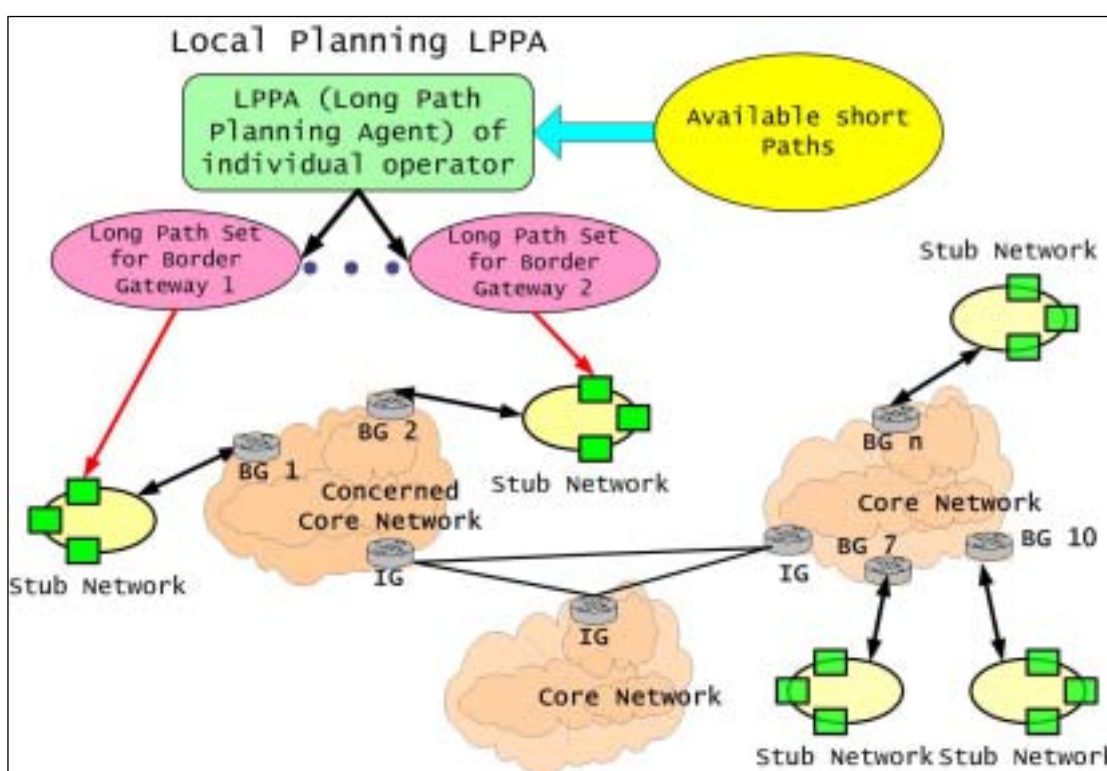 Local Planning LPPA
LPPA (Long Path
Planning Agent) of
individual operator
Available short
Paths
Long Path Set
for Border
Gateway 1
Long Path Set
for Border
Gateway 2
Stub Network
BG 1
BG 2
Concerned
Core Network
IG
Stub Network
Stub Network
BG n
Core Network
IG
BG 7
BG 10
IG
Core Network
Stub Network
Stub Network